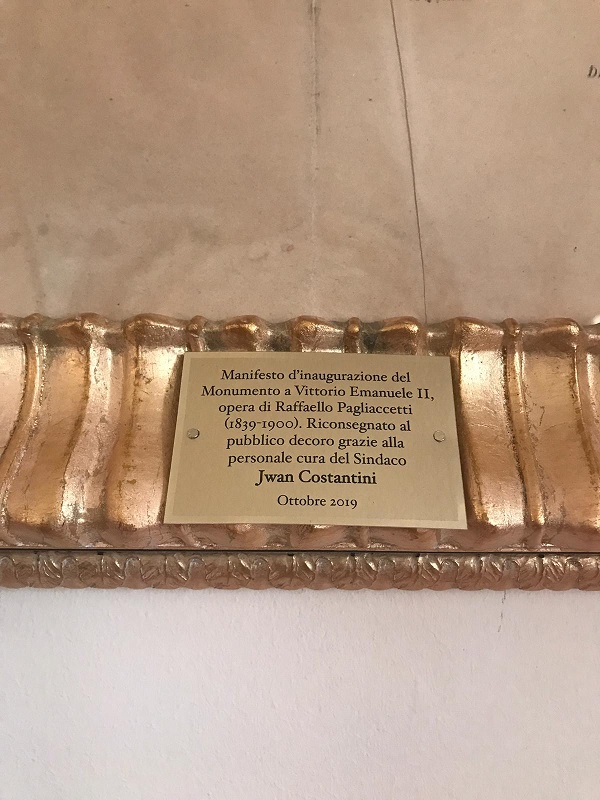 Manifesto d'inaugurazione del
Monumento a Vittorio Emanuele II,
opera di Raffaello Pagliaccetti
(1839-1900). Riconsegnato al
pubblico decoro grazie alla
personale cura del Sindaco
Jwan Costantini
Ottobre 2019